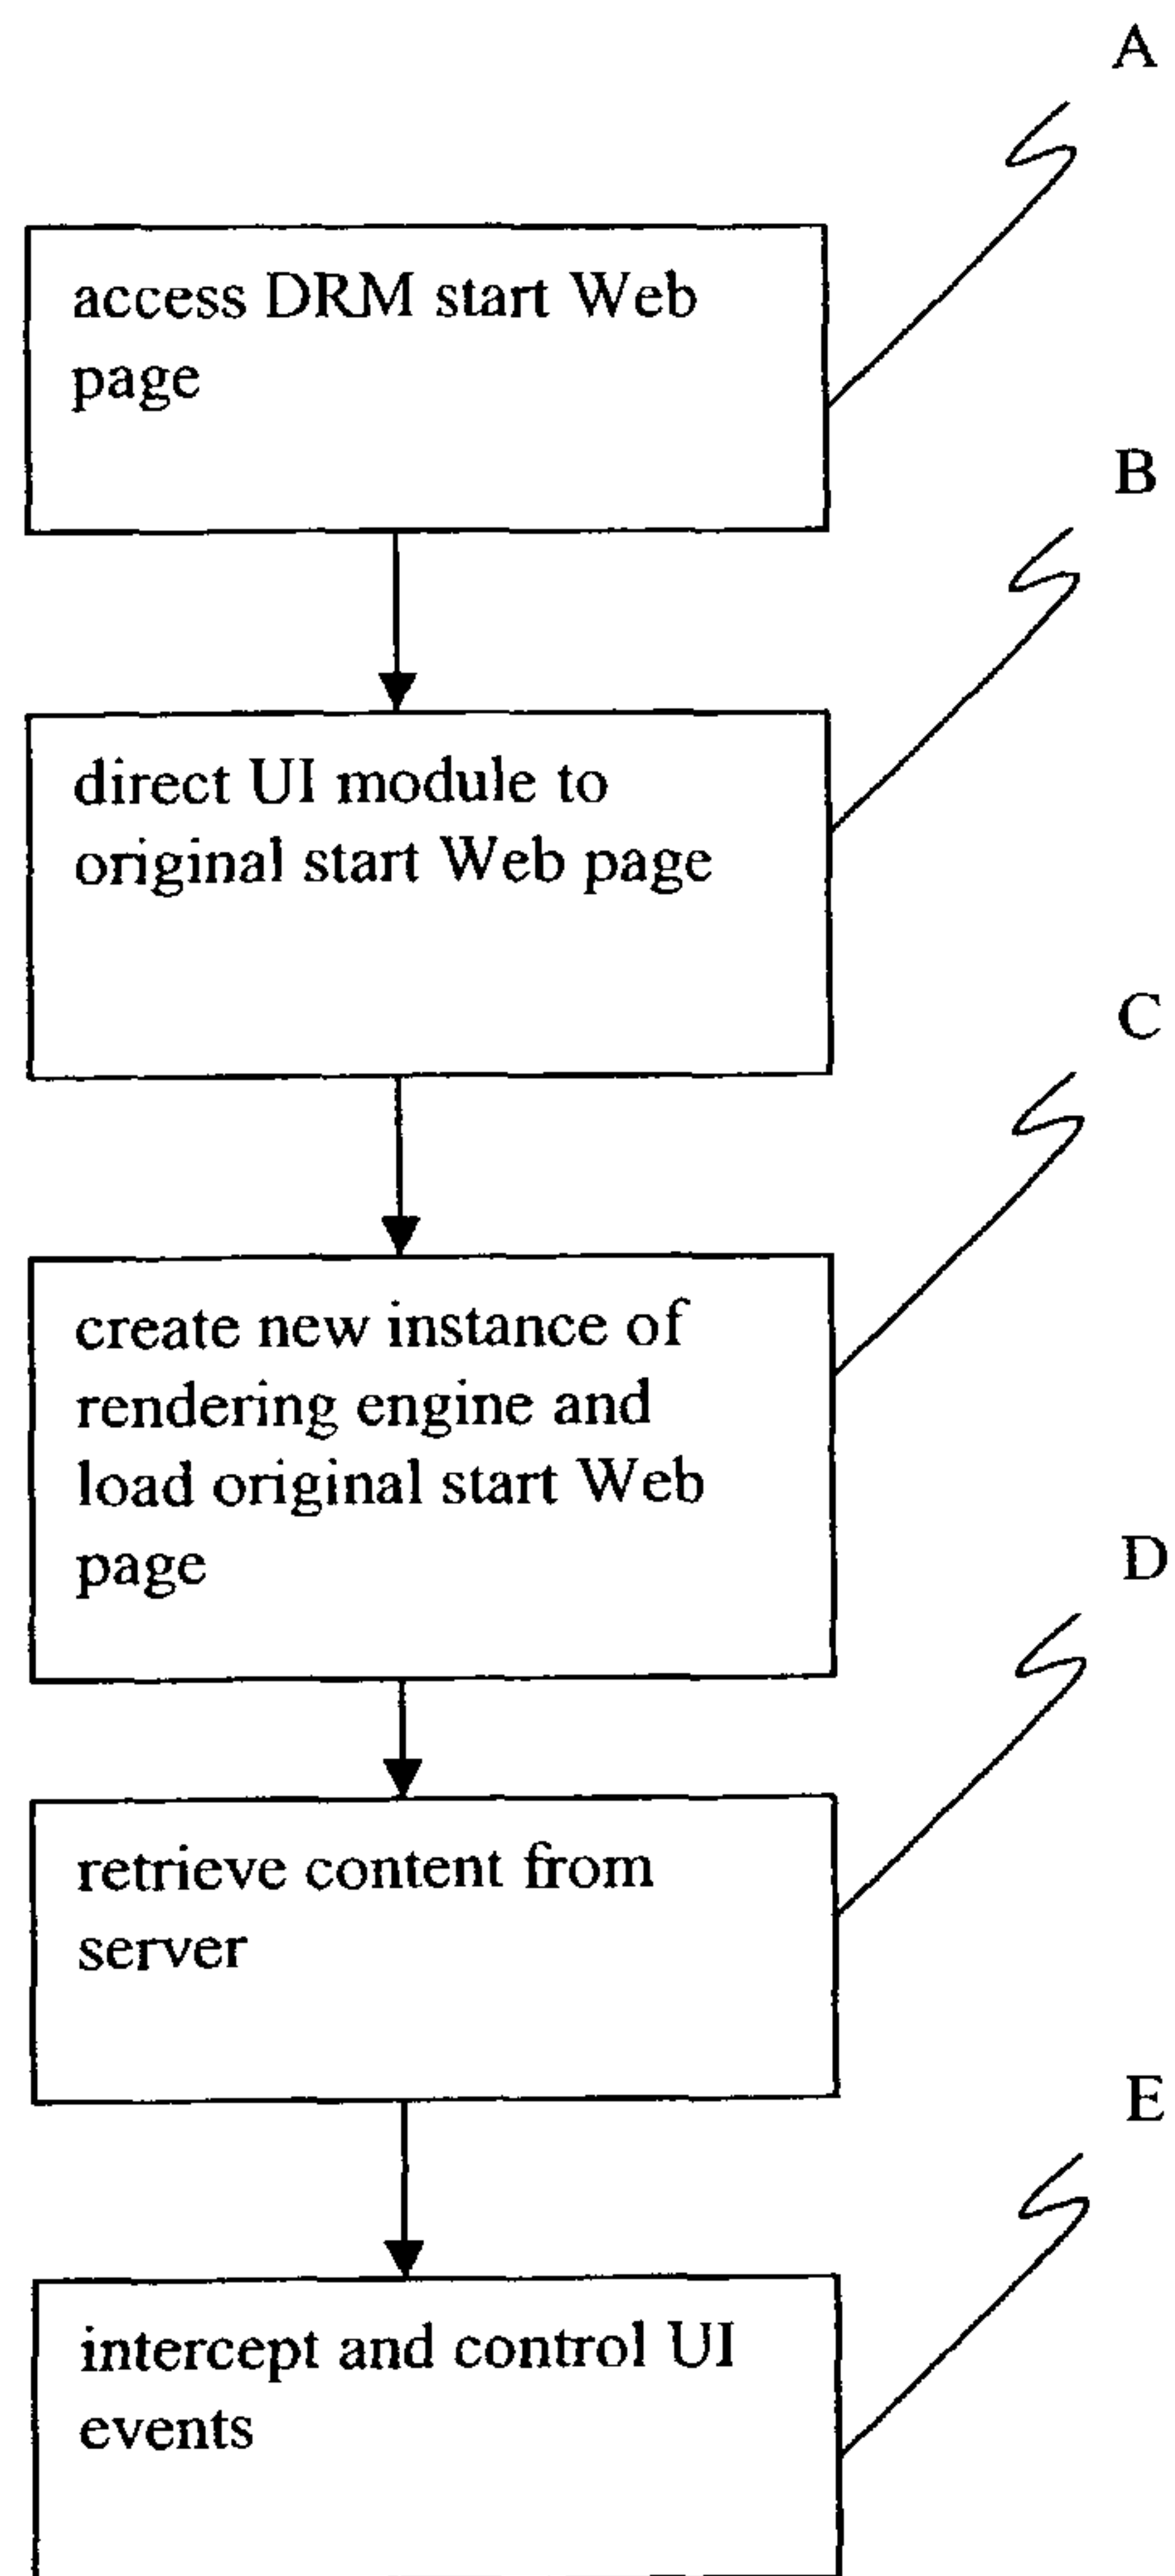 A
access DRM start Web
page
B
direct UI module to
original start Web page
C
create new instance of
rendering engine and
load original start Web
page
D
retrieve content from
server
E
intercept and control UI
events